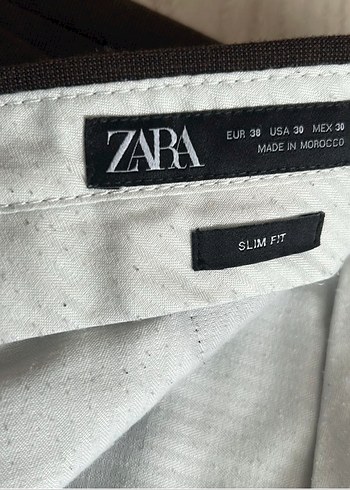 ZARA
EUR 38 USA 30 MEX 30
MADE IN MOROCCO
SLIM FIT